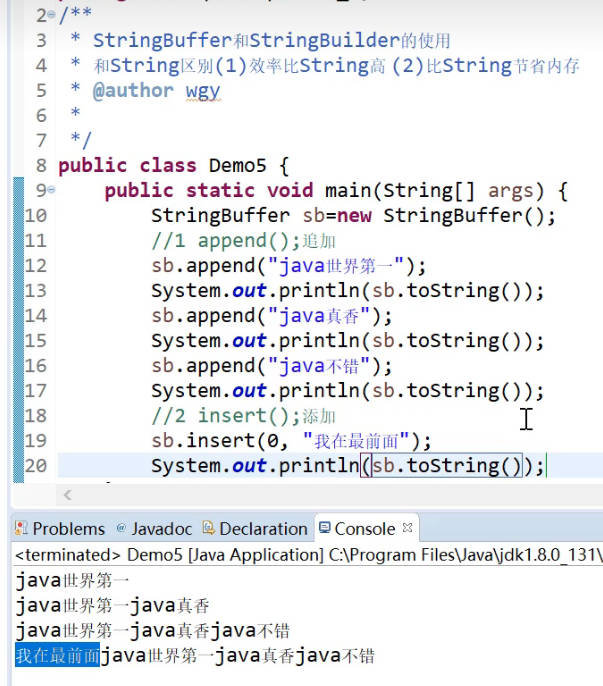 2 /**
3  * StringBuffer和StringBuilder的使用
4  * 和String区别(1)效率比String高 (2)比String节省内存
5  * @author wgy
6  *
7  */
8 public class Demo5 {
9     public static void main(String[] args) {
10         StringBuffer sb=new StringBuffer();
11         //1 append();追加
12         sb.append("java世界第一");
13         System.out.println(sb.toString());
14         sb.append("java真香");
15         System.out.println(sb.toString());
16         sb.append("java不错");
17         System.out.println(sb.toString());
18         //2 insert();添加
19         sb.insert(0, "我在最前面");
20         System.out.println(sb.toString());
Problems @ Javadoc Declaration Console
<terminated> Demo5 [Java Application] C:\Program Files\Java\jdk1.8.0_131\
java世界第一
java世界第一java真香
java世界第一java真香java不错
我在最前面java世界第一java真香java不错